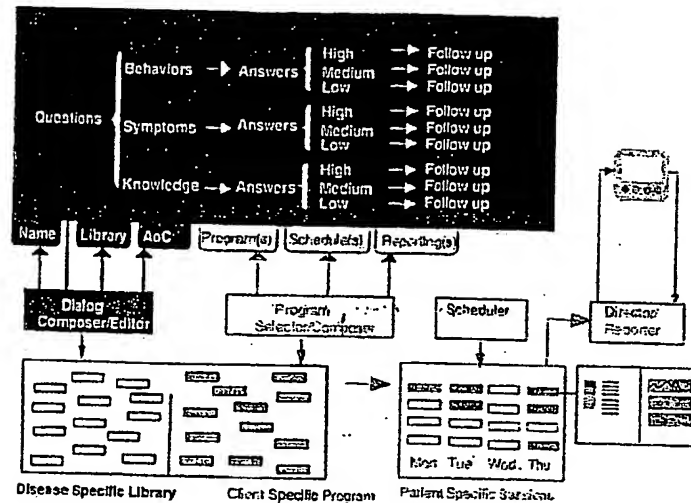 Questions
Behaviors → Answers
High → Follow up
Medium → Follow up
Low → Follow up
Symptoms → Answers
High → Follow up
Medium → Follow up
Low → Follow up
Knowledge → Answers
High → Follow up
Medium → Follow up
Low → Follow up
Name Library AoC Program(s) Schedule(s) Reporting(s)
Dialog
Composer/Editor
Program
Selector/Composer
Scheduler
Director/
Reporter
Mon Tue Wed. Thu
Disease Specific Library Client Specific Program Patient Specific Sessions